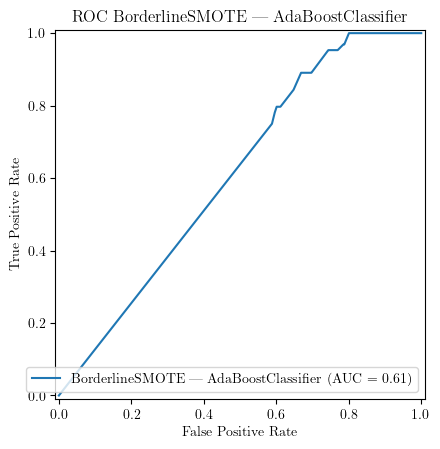 ROC BorderlineSMOTE — AdaBoostClassifier
1.0
0.8
0.6
0.4
0.2
0.0
True Positive Rate
BorderlineSMOTE — AdaBoostClassifier (AUC = 0.61)
0.0 0.2 0.4 0.6 0.8 1.0
False Positive Rate